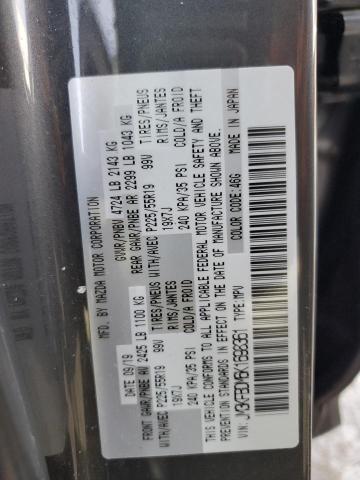 MFD. BY MAZDA MOTOR CORPORATION
DATE 09/19 GVWR/PNBV 4724 LB 2143 KG
FRONT GAWR/PNBE AV 2425 LB 1100 KG REAR GAWR/PNBE AR 2299 LB 1043 KG
TIRES/PNEUS WITH/AVEC P225/55R19 99V TIRES/PNEUS WITH/AVEC P225/55R19 99V
RIMS/JANTES 19X7J RIMS/JANTES 19X7J
COLD/A FROID 240 KPA/35 PSI COLD/A FROID 240 KPA/35 PSI
THIS VEHICLE CONFORMS TO ALL APPLICABLE FEDERAL MOTOR VEHICLE SAFETY AND THEFT
PREVENTION STANDARDS IN EFFECT ON THE DATE OF MANUFACTURE SHOWN ABOVE.
COLOR CODE:46G MADE IN JAPAN
TYPE:MPV